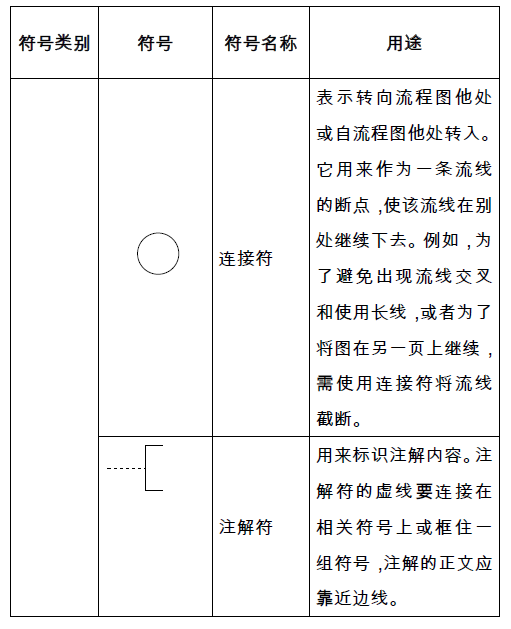 符号类别 符号 符号名称 用途
连接符
表示转向流程图他处
或自流程图他处转入。
它用来作为一条流线
的断点,使该流线在别
处继续下去。例如,为
了避免出现流线交叉
和使用长线,或者为了
将图在另一页上继续,
需使用连接符将流线
截断。
注解符
用来标识注解内容。注
解符的虚线要连接在
相关符号上或框住一
组符号,注解的正文应
靠近边线。